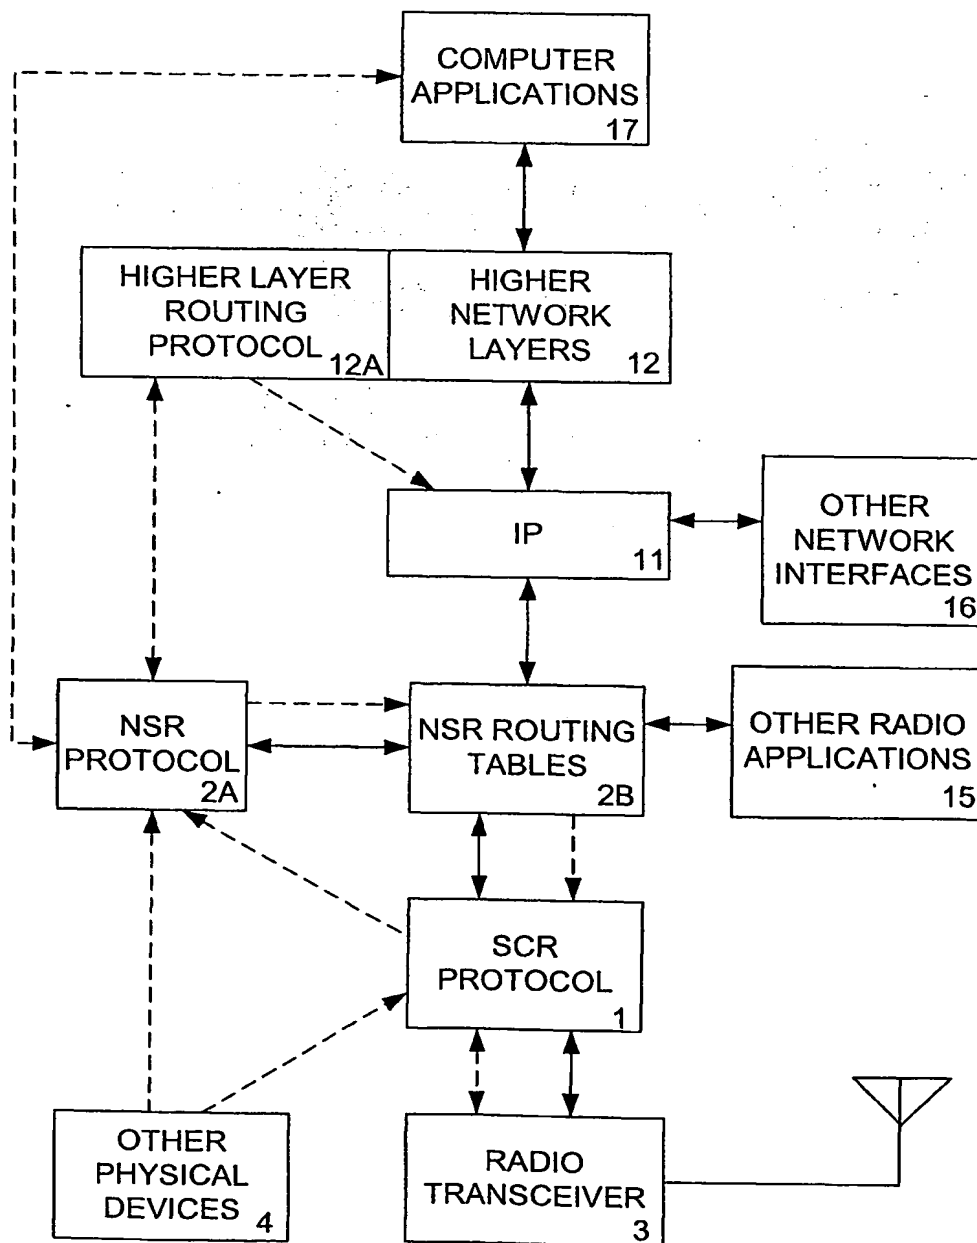 COMPUTER
APPLICATIONS
17
HIGHER LAYER
ROUTING
PROTOCOL
12A
HIGHER
NETWORK
LAYERS
12
IP
11
OTHER
NETWORK
INTERFACES
16
NSR
PROTOCOL
2A
NSR ROUTING
TABLES
2B
OTHER RADIO
APPLICATIONS
15
SCR
PROTOCOL
1
OTHER
PHYSICAL
DEVICES
4
RADIO
TRANSCEIVER
3